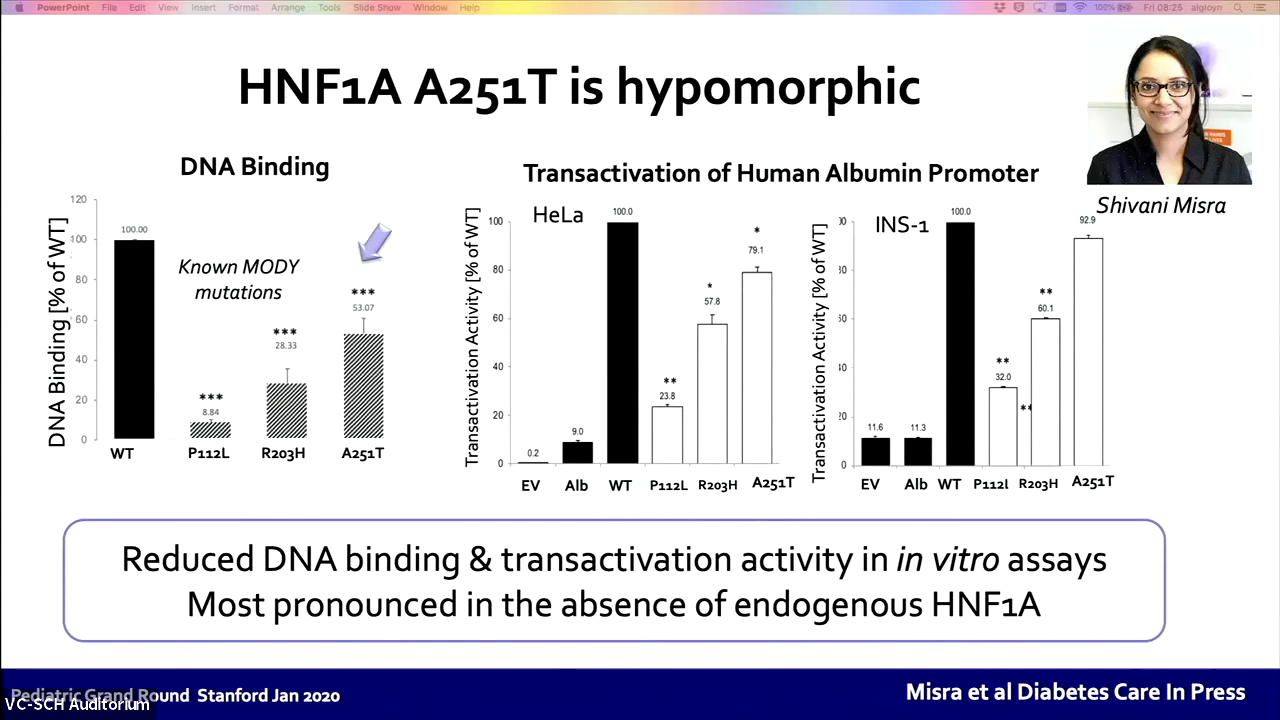 PowerPoint File Edit View Insert Format Arrange Tools Slide Show Window Help 100% Fri 08:25 algloyn
HNF1A A251T is hypomorphic
DNA Binding
DNA Binding [% of WT]
120
100
80
60
40
20
0
100.00
Known MODY
mutations
***
8.84
***
28.33
***
53.07
WT P112L R203H A251T
Transactivation of Human Albumin Promoter
HeLa
Transactivation Activity [% of WT]
100
80
60
40
20
0
0.2
9.0
100.0
**
23.8
*
57.8
*
79.1
EV Alb WT P112L R203H A251T
INS-1
Transactivation Activity [% of WT]
20
0
11.6
11.3
100.0
**
32.0
**
**
60.1
92.9
EV Alb WT P112l R203H A251T
Shivani Misra
Reduced DNA binding & transactivation activity in in vitro assays
Most pronounced in the absence of endogenous HNF1A
Pediatric Grand Round Stanford Jan 2020
VC-SCH Auditorium
Misra et al Diabetes Care In Press